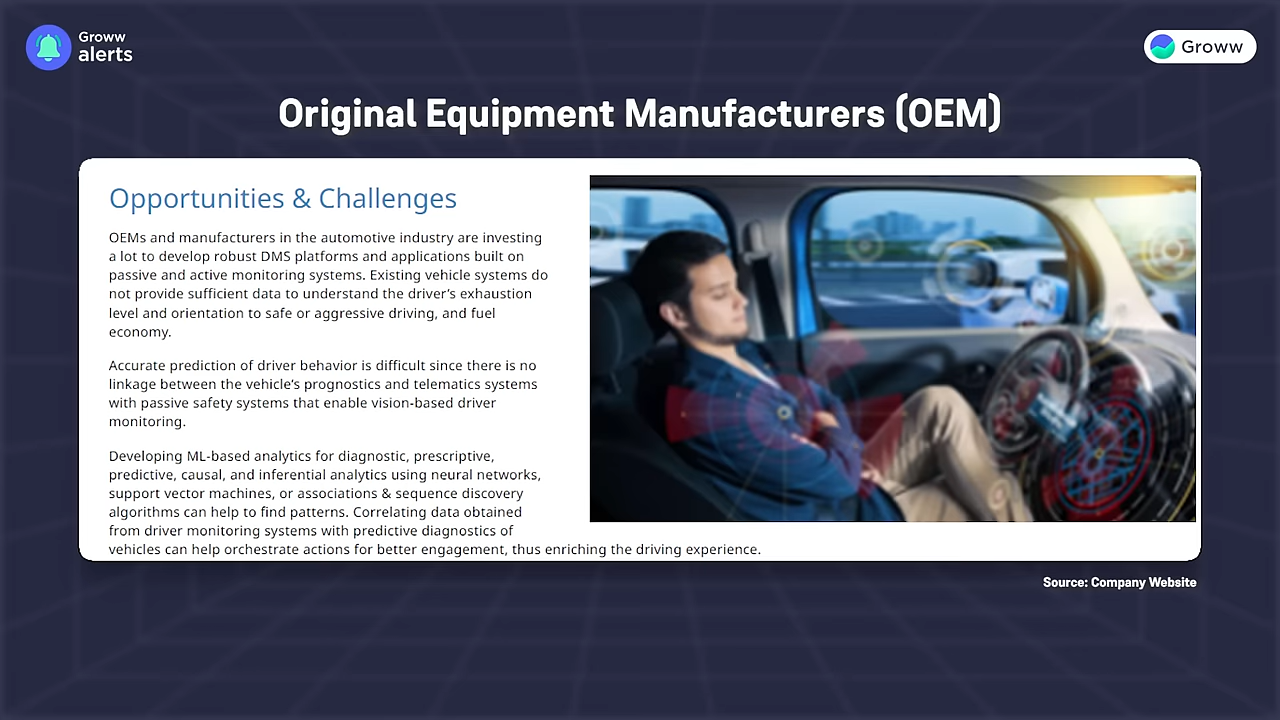 Groww
alerts
Groww
Original Equipment Manufacturers (OEM)
Opportunities & Challenges
OEMs and manufacturers in the automotive industry are investing
a lot to develop robust DMS platforms and applications built on
passive and active monitoring systems. Existing vehicle systems do
not provide sufficient data to understand the driver’s exhaustion
level and orientation to safe or aggressive driving, and fuel
economy.
Accurate prediction of driver behavior is difficult since there is no
linkage between the vehicle’s prognostics and telematics systems
with passive safety systems that enable vision-based driver
monitoring.
Developing ML-based analytics for diagnostic, prescriptive,
predictive, causal, and inferential analytics using neural networks,
support vector machines, or associations & sequence discovery
algorithms can help to find patterns. Correlating data obtained
from driver monitoring systems with predictive diagnostics of
vehicles can help orchestrate actions for better engagement, thus enriching the driving experience.
Source: Company Website